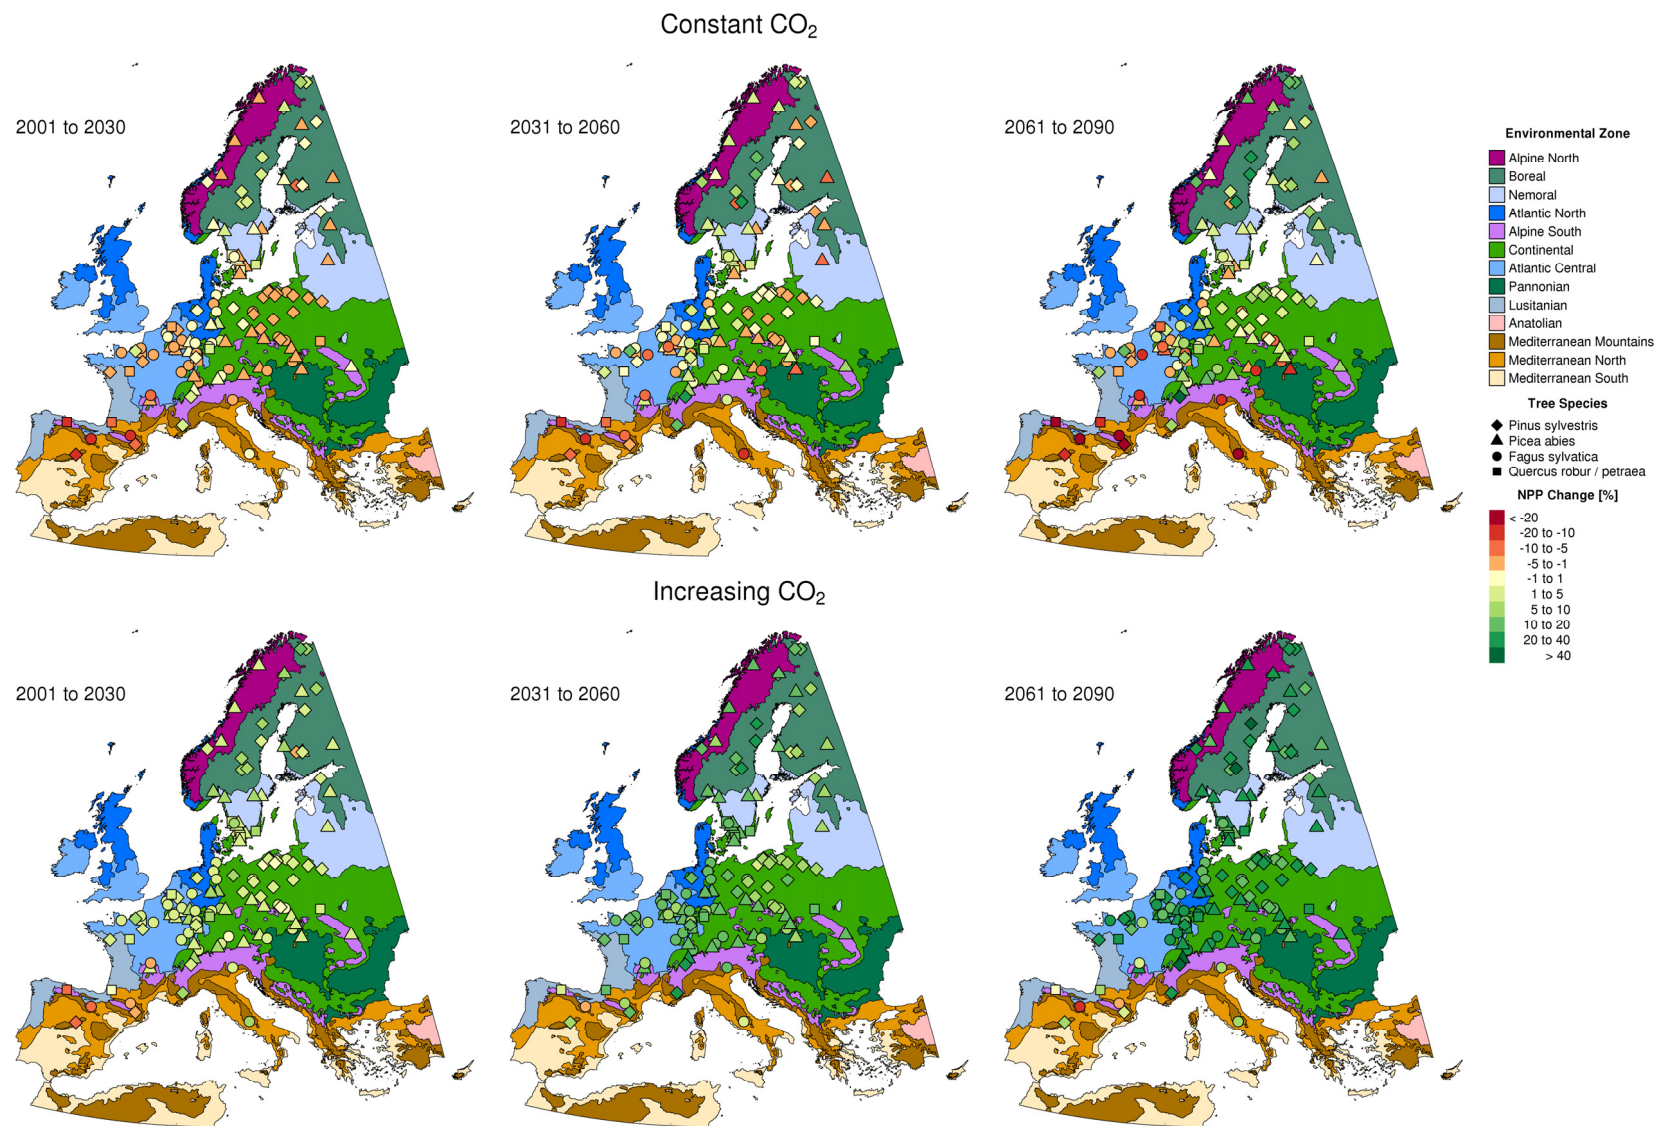 Constant CO₂
2001 to 2030
2031 to 2060
2061 to 2090
Environmental Zone
Alpine North
Boreal
Nemoral
Atlantic North
Alpine South
Continental
Atlantic Central
Pannonian
Lusitanian
Anatolian
Mediterranean Mountains
Mediterranean North
Mediterranean South
Tree Species
Pinus sylvestris
Picea abies
Fagus sylvatica
Quercus robur / petraea
NPP Change [%]
< -20
-20 to -10
-10 to -5
-5 to -1
-1 to 1
1 to 5
5 to 10
10 to 20
20 to 40
> 40
Increasing CO₂
2001 to 2030
2031 to 2060
2061 to 2090